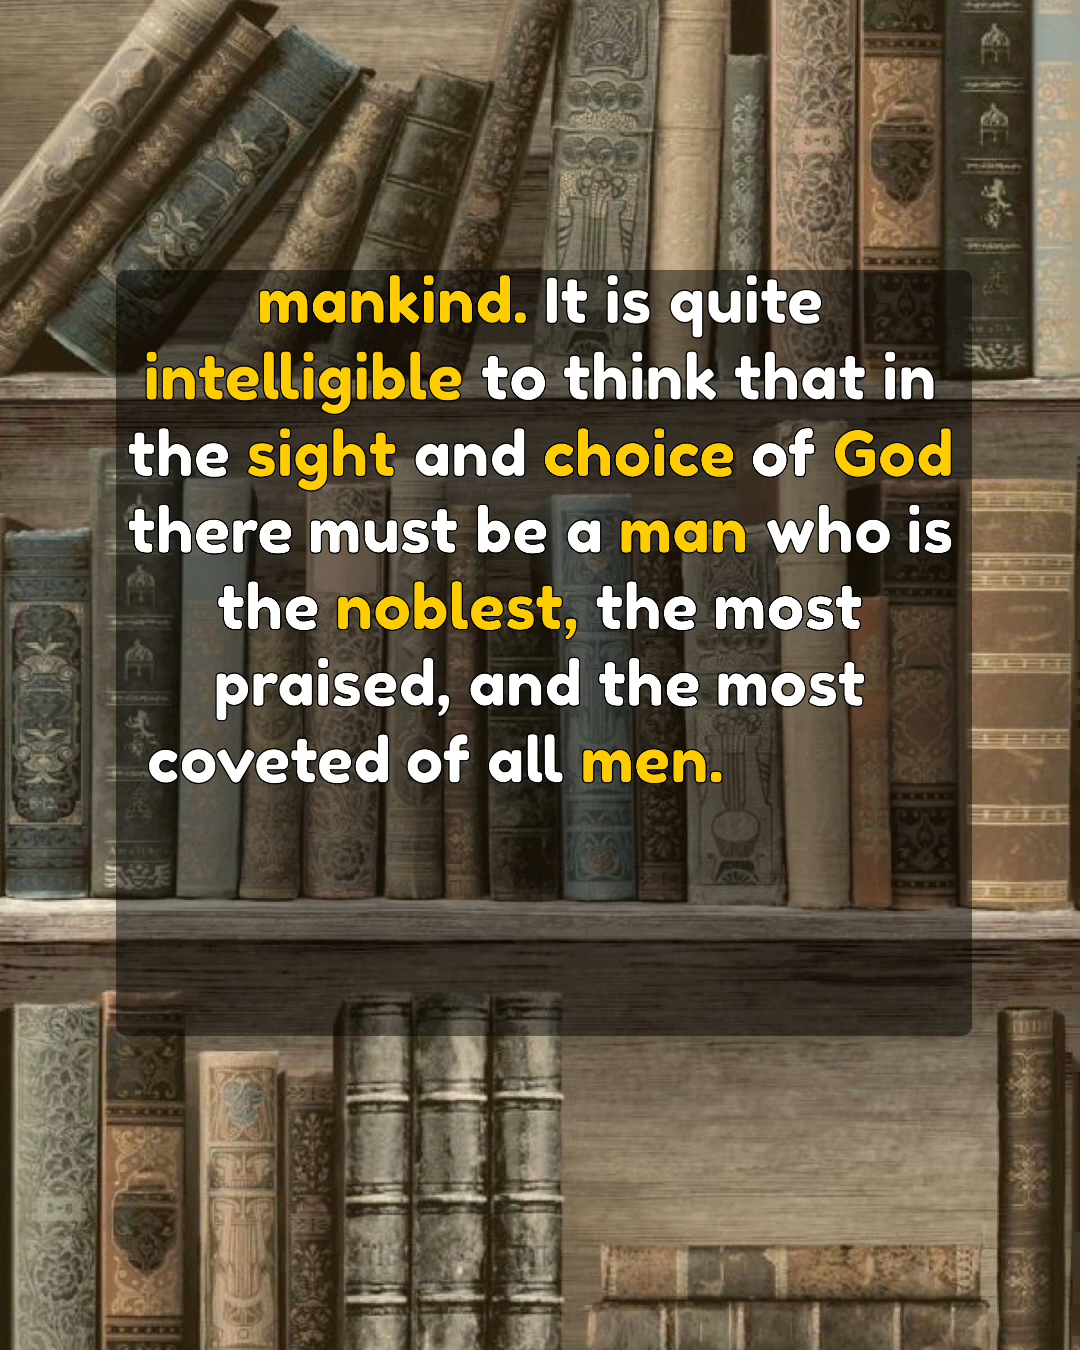 mankind. It is quite
intelligible to think that in
the sight and choice of God
there must be a man who is
the noblest, the most
praised, and the most
coveted of all men.